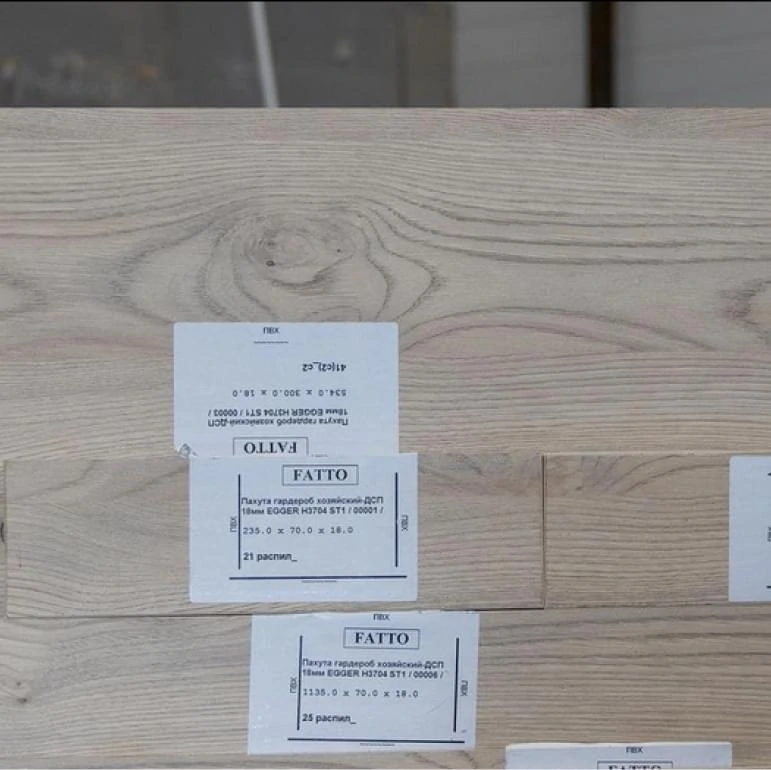 ПВХ
41(c2)_c2
534.0 x 300.0 x 18.0
18мм EGGER H3704 ST1 / 00003 /
Пахута гардероб хозяйский-ДСП
FATTO
FATTO
Пахута гардероб хозяйский-ДСП
18мм EGGER H3704 ST1 / 00001 /
ПВХ
ПВХ
235.0 x 70.0 x 18.0
21 распил_
ПВХ
FATTO
Пахута гардероб хозяйский-ДСП
18мм EGGER H3704 ST1 / 00006 /
ПВХ
ПВХ
1135.0 x 70.0 x 18.0
25 распил_
ПВХ
FATTO